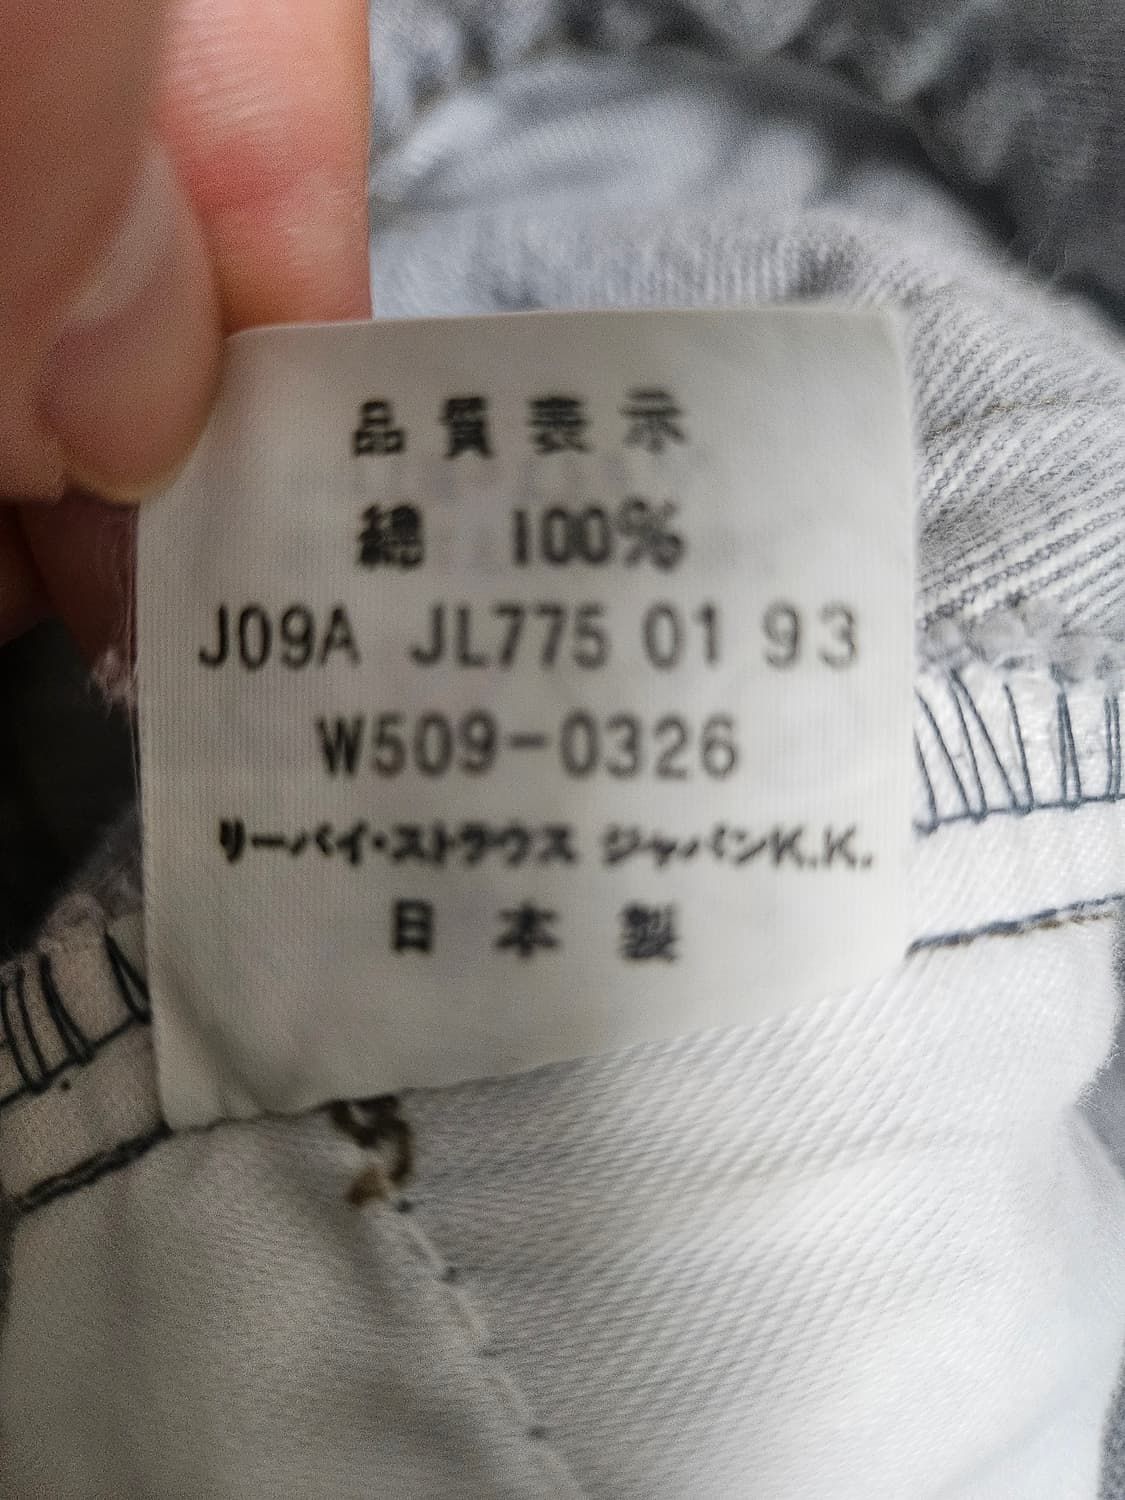 品質表示
綿 100%
J09A JL775 01 93
W509-0326
リーバイ・ストラウス ジャパンK.K.
日本製